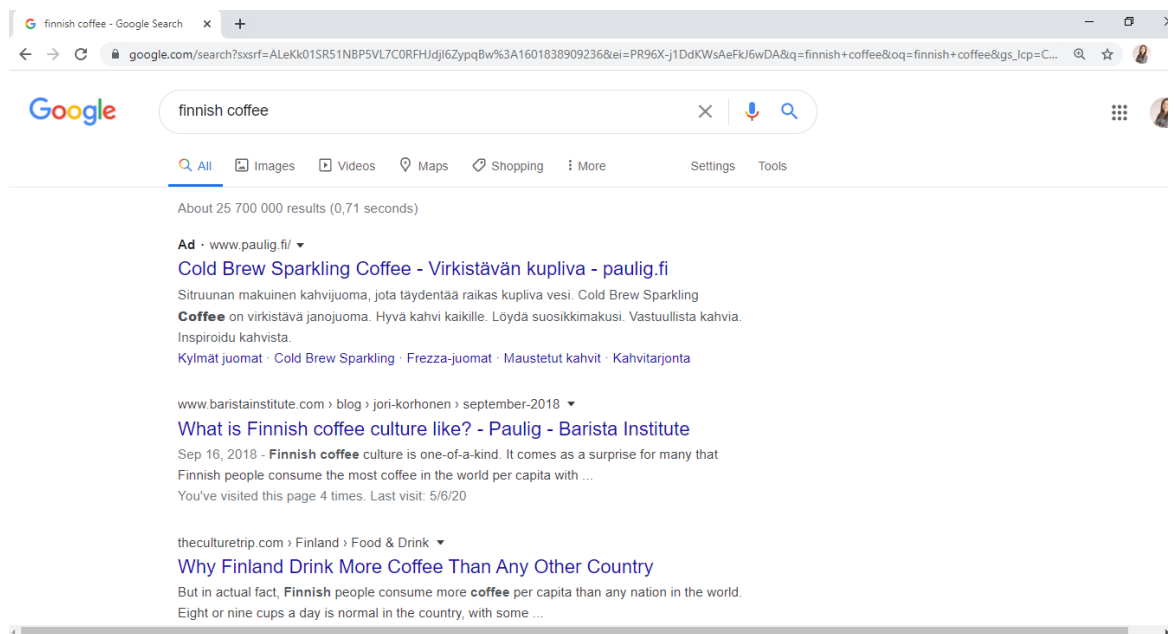 finnish coffee - Google Search
google.com/search?sxsrf=ALeKk01SR51NBP5VL7C0RFHJdjI6ZypqBw%3A1601838909236&ei=PR96X-j1DdKWsAeFkJ6wDA&q=finnish+coffee&oq=finnish+coffee&gs_lcp=C...
Google
finnish coffee
All Images Videos Maps Shopping More Settings Tools
About 25 700 000 results (0,71 seconds)
Ad · www.paulig.fi/
Cold Brew Sparkling Coffee - Virkistävän kupliva - paulig.fi
Sitruunan makuinen kahvijuoma, jota täydentää raikas kupliva vesi. Cold Brew Sparkling
Coffee on virkistävä janojuoma. Hyvä kahvi kaikille. Löydä suosikkimakusi. Vastuullista kahvia.
Inspiroidu kahvista.
Kylmät juomat · Cold Brew Sparkling · Frezza-juomat · Maustetut kahvit · Kahvitarjonta
www.baristainstitute.com › blog › jori-korhonen › september-2018
What is Finnish coffee culture like? - Paulig - Barista Institute
Sep 16, 2018 - Finnish coffee culture is one-of-a-kind. It comes as a surprise for many that
Finnish people consume the most coffee in the world per capita with ...
You've visited this page 4 times. Last visit: 5/6/20
theculturetrip.com › Finland › Food & Drink
Why Finland Drink More Coffee Than Any Other Country
But in actual fact, Finnish people consume more coffee per capita than any nation in the world.
Eight or nine cups a day is normal in the country, with some ...